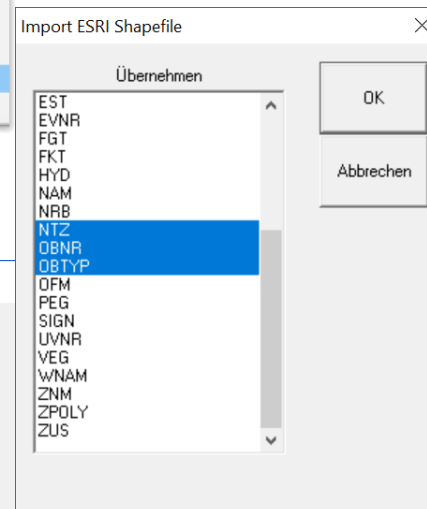 Import ESRI Shapefile
Übernehmen
EST
EVNR
FGT
FKT
HYD
NAM
NRB
NTZ
OBNR
OBTYP
OFM
PEG
SIGN
UVNR
VEG
WNAM
ZNM
ZPOLY
ZUS
OK
Abbrechen